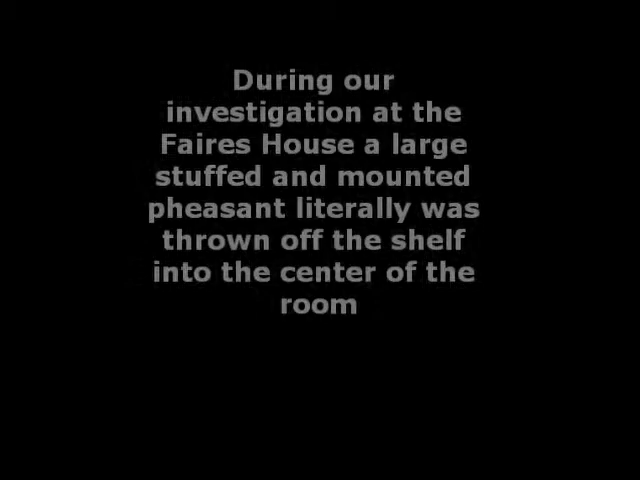 During our
investigation at the
Faires House a large
stuffed and mounted
pheasant literally was
thrown off the shelf
into the center of the
room